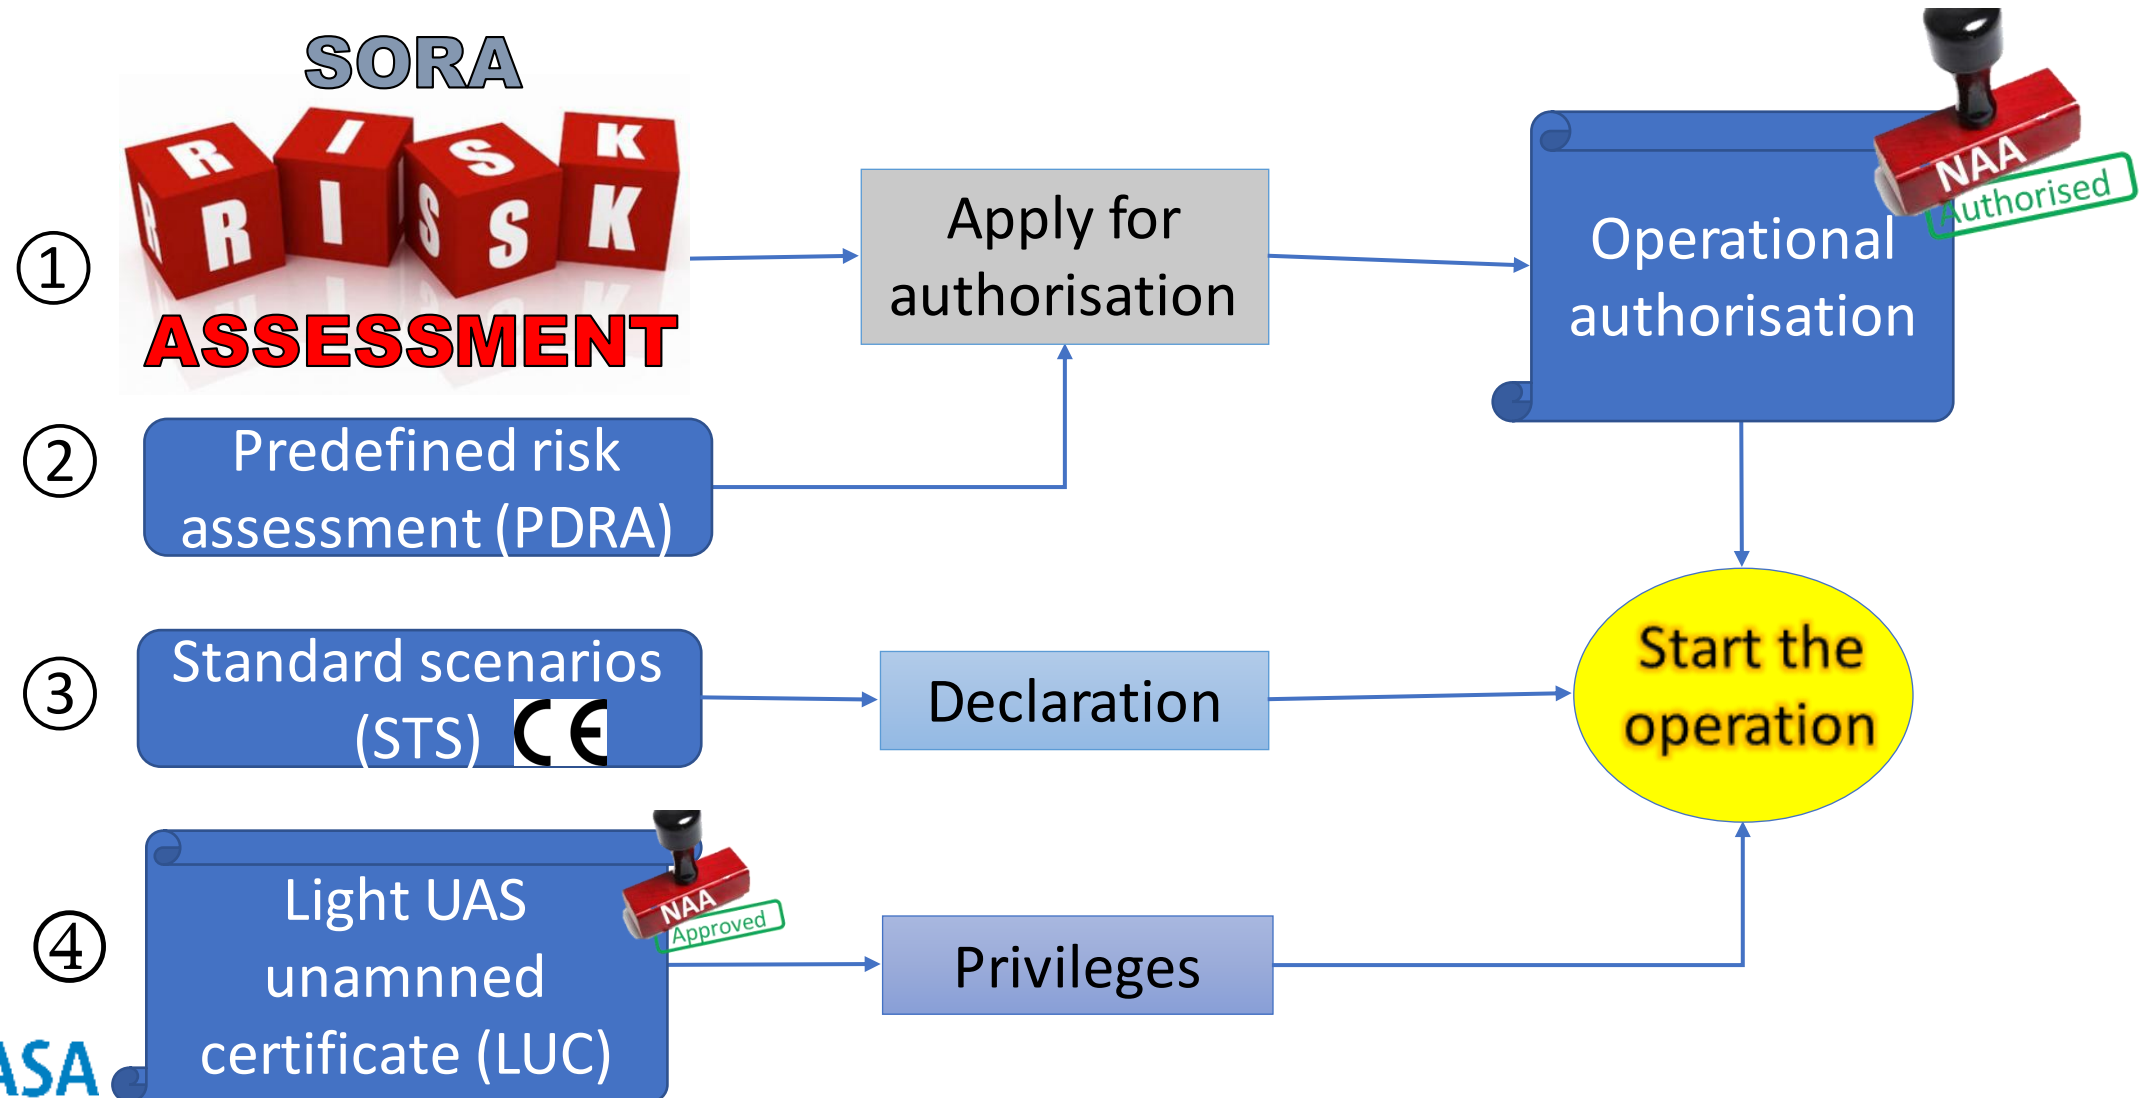 SORA
R I S K
R I S S K
ASSESSMENT
①
Apply for
authorisation
Operational
authorisation
NAA
Authorised
②
Predefined risk
assessment (PDRA)
③
Standard scenarios
(STS) CE
Declaration
Start the
operation
④
Light UAS
unamnned
certificate (LUC)
NAA
Approved
Privileges
ASA